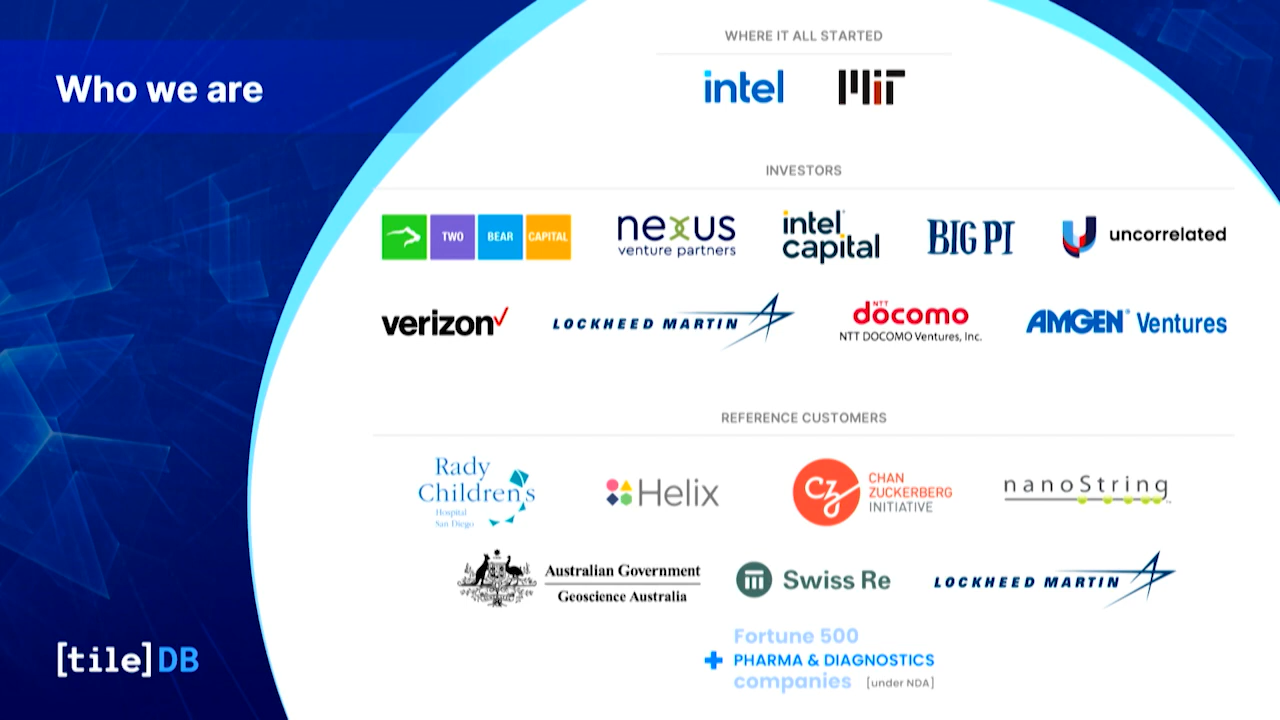 Who we are
WHERE IT ALL STARTED
intel MIT
INVESTORS
TWO BEAR CAPITAL
nexus
venture partners
intel
capital
BIG PI
uncorrelated
verizon
LOCKHEED MARTIN
NTT
döcomo
NTT DOCOMO Ventures, Inc.
AMGEN® Ventures
REFERENCE CUSTOMERS
Rady
Children's
Hospital
San Diego
Helix
CZ
CHAN
ZUCKERBERG
INITIATIVE
nanoString
Australian Government
Geoscience Australia
Swiss Re
LOCKHEED MARTIN
Fortune 500
+ PHARMA & DIAGNOSTICS
companies [under NDA]
[tile]DB